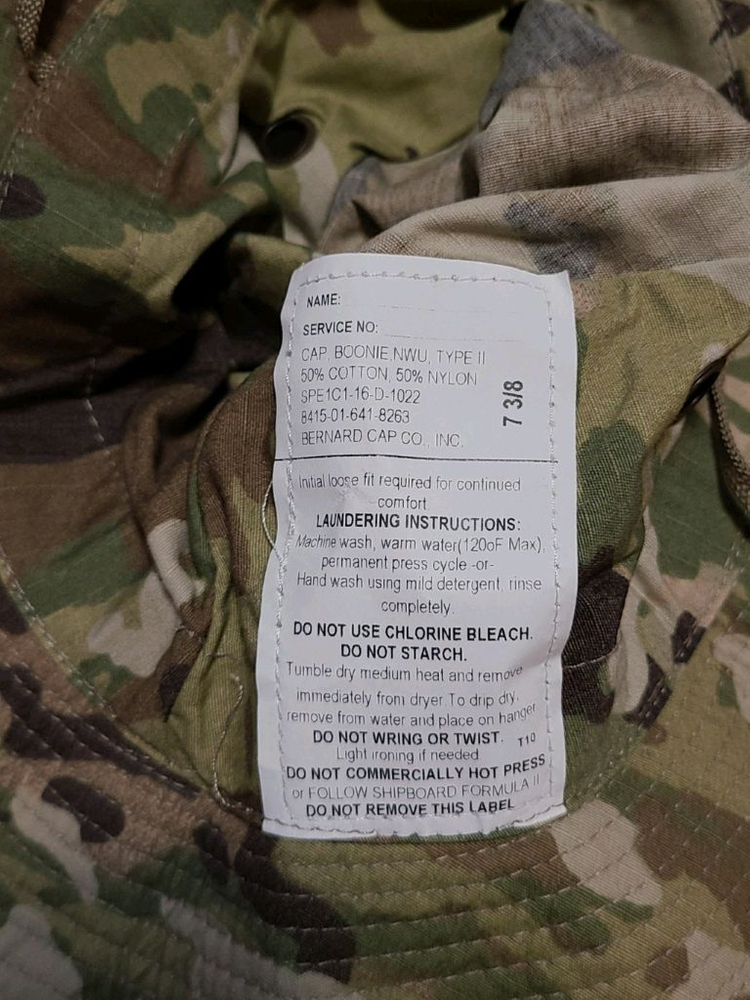 NAME:
SERVICE NO:
CAP, BOONIE,NWU, TYPE II
50% COTTON, 50% NYLON
SPE1C1-16-D-1022
8415-01-641-8263
BERNARD CAP CO., INC.
7 3/8
Initial loose fit required for continued
comfort
LAUNDERING INSTRUCTIONS:
Machine wash, warm water(120oF Max),
permanent press cycle -or-
Hand wash using mild detergent, rinse
completely.
DO NOT USE CHLORINE BLEACH.
DO NOT STARCH.
Tumble dry medium heat and remove
immediately from dryer.To drip dry,
remove from water and place on hanger
DO NOT WRING OR TWIST. T10
Light ironing if needed
DO NOT COMMERCIALLY HOT PRESS
or FOLLOW SHIPBOARD FORMULA II
DO NOT REMOVE THIS LABEL